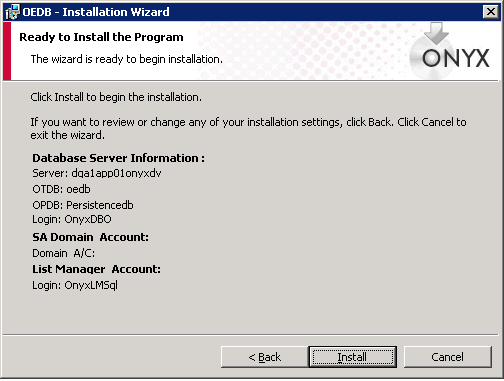 OEDB - Installation Wizard
Ready to Install the Program
The wizard is ready to begin installation.
ONYX
Click Install to begin the installation.
If you want to review or change any of your installation settings, click Back. Click Cancel to
exit the wizard.
Database Server Information :
Server: dqa1app01onyxdv
OTDB: oedb
OPDB: Persistencedb
Login: OnyxDBO
SA Domain Account:
Domain A/C:
List Manager Account:
Login: OnyxLMSql
< Back
Install
Cancel